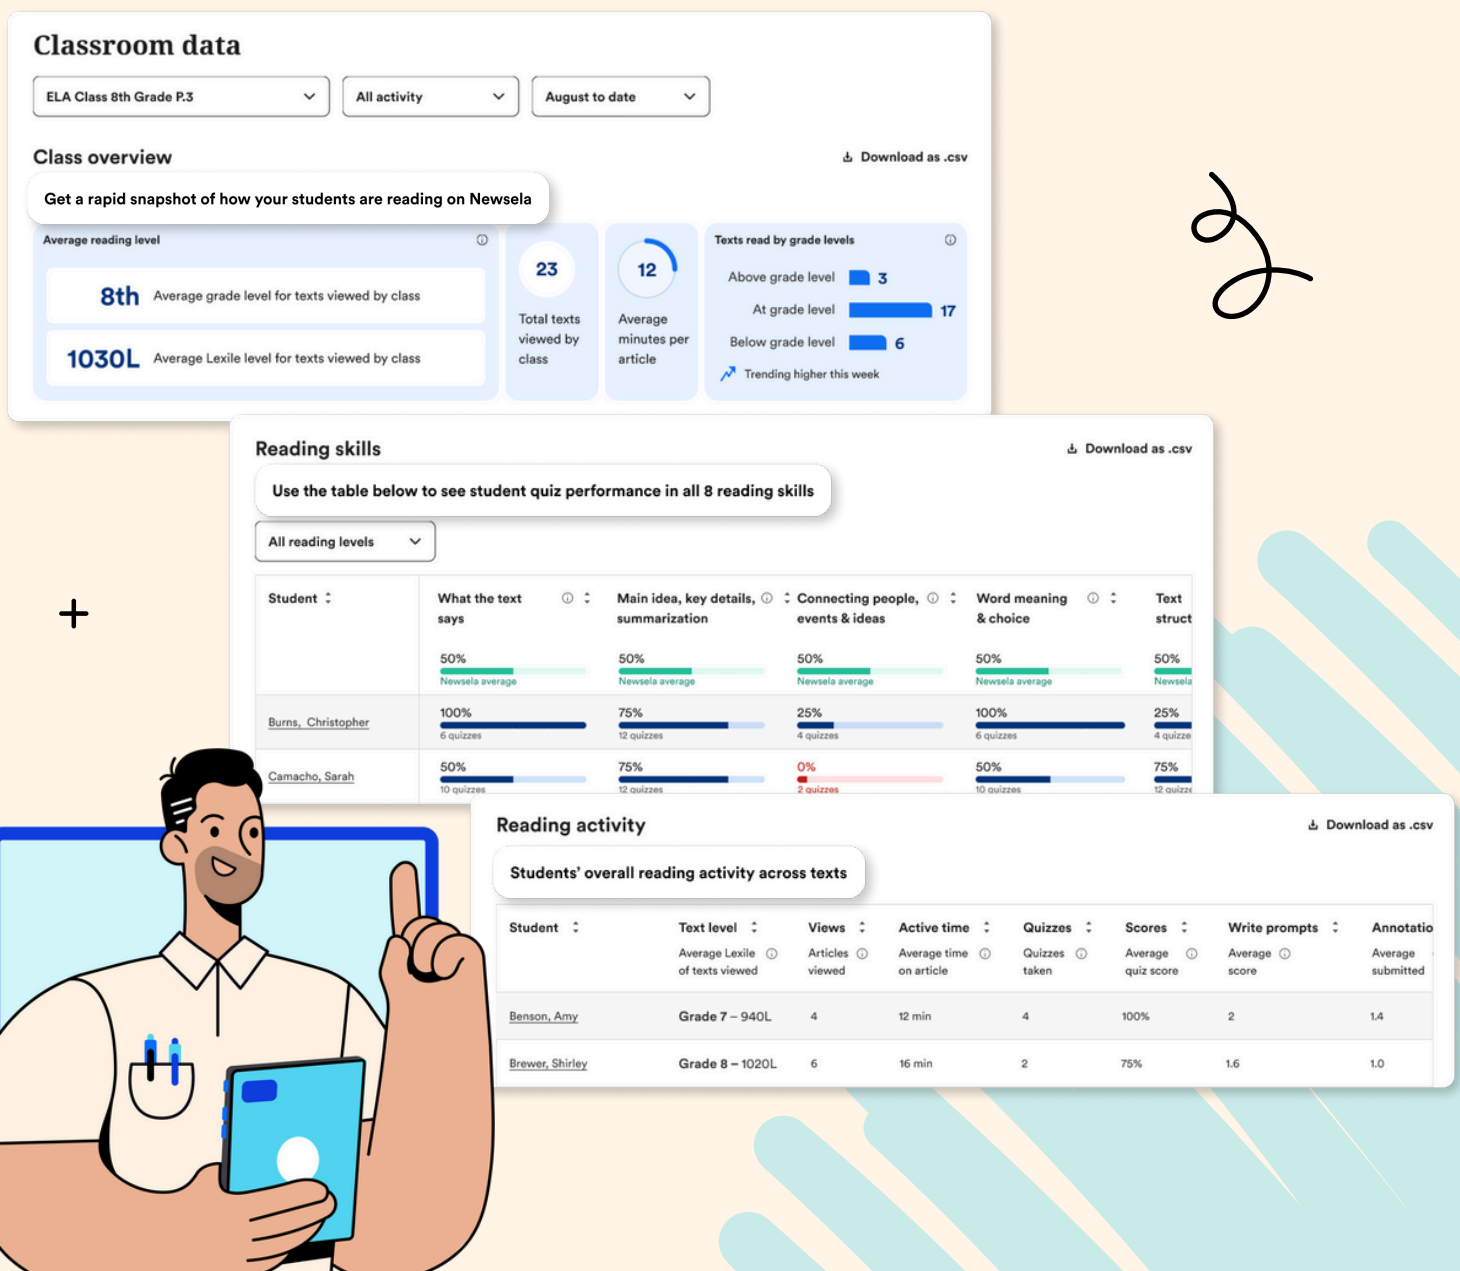 Classroom data
ELA Class 8th Grade P.3
All activity
August to date
Class overview
Download as .csv
Get a rapid snapshot of how your students are reading on Newsela
Average reading level
8th Average grade level for texts viewed by class
1030L Average Lexile level for texts viewed by class
23
Total texts
viewed by
class
12
Average
minutes per
article
Texts read by grade levels
Above grade level 3
At grade level 17
Below grade level 6
Trending higher this week
Reading skills
Download as .csv
Use the table below to see student quiz performance in all 8 reading skills
All reading levels
Student
What the text
says
Main idea, key details,
summarization
Connecting people,
events & ideas
Word meaning
& choice
Text
struct
50% 50% 50% 50% 50%
Newsela average Newsela average Newsela average Newsela average Newsela
Burns, Christopher
100% 75% 25% 100% 25%
6 quizzes 12 quizzes 4 quizzes 6 quizzes 4 quizze
Camacho, Sarah
50% 75% 0% 50% 75%
10 quizzes 12 quizzes 2 quizzes 10 quizzes 12 quizze
Reading activity
Download as .csv
Students' overall reading activity across texts
Student Text level Views Active time Quizzes Scores Write prompts Annotatio
Average Lexile
of texts viewed
Articles
viewed
Average time
on article
Quizzes
taken
Average
quiz score
Average
score
Average
submitted
Benson, Amy Grade 7 – 940L 4 12 min 4 100% 2 1.4
Brewer, Shirley Grade 8 – 1020L 6 16 min 2 75% 1.6 1.0